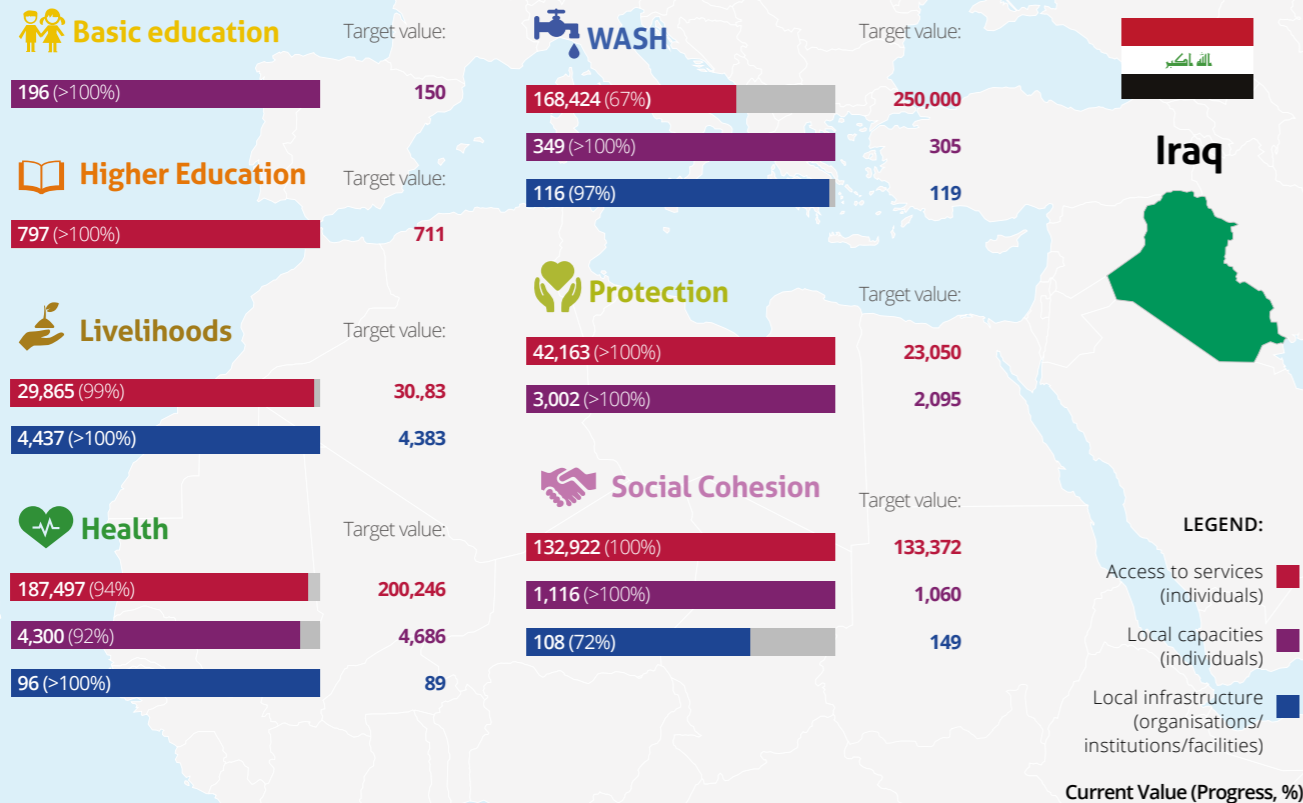 Basic education
Target value:
196 (>100%)
150
Higher Education
Target value:
797 (>100%)
711
Livelihoods
Target value:
29,865 (99%)
30.,83
4,437 (>100%)
4,383
Health
Target value:
187,497 (94%)
200,246
4,300 (92%)
4,686
96 (>100%)
89
WASH
Target value:
168,424 (67%)
250,000
349 (>100%)
305
116 (97%)
119
Protection
Target value:
42,163 (>100%)
23,050
3,002 (>100%)
2,095
Social Cohesion
Target value:
132,922 (100%)
133,372
1,116 (>100%)
1,060
108 (72%)
149
الله اكبر
Iraq
LEGEND:
Access to services
(individuals)
Local capacities
(individuals)
Local infrastructure
(organisations/
institutions/facilities)
Current Value (Progress, %)